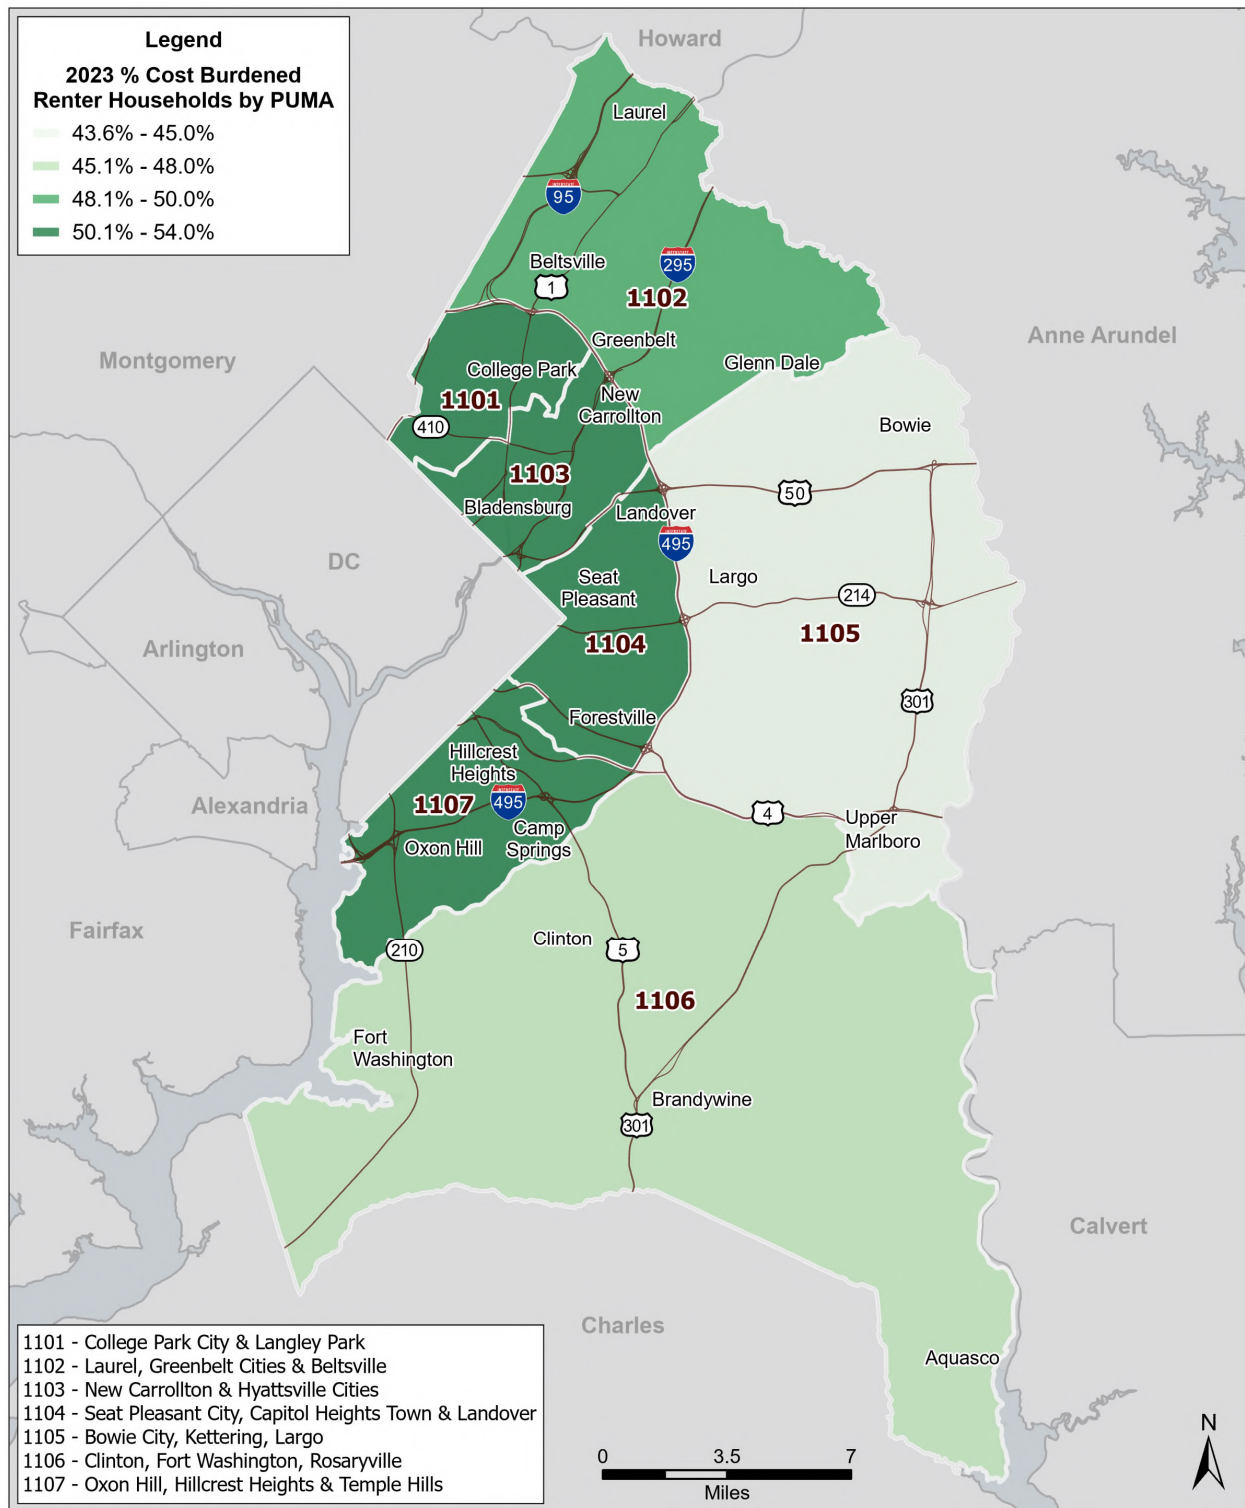 Legend
2023 % Cost Burdened
Renter Households by PUMA
43.6% - 45.0%
45.1% - 48.0%
48.1% - 50.0%
50.1% - 54.0%
Howard
Laurel
INTERSTATE
95
Beltsville
INTERSTATE
295
1
1102
Greenbelt
Anne Arundel
Montgomery
College Park
Glenn Dale
1101
New
Carrollton
410
Bowie
1103
50
Bladensburg
Landover
INTERSTATE
495
DC
Seat
Pleasant
Largo
214
Arlington
1104
1105
301
Forestville
Hillcrest
Heights
Alexandria
1107
INTERSTATE
495
4
Upper
Marlboro
Camp
Springs
Oxon Hill
Fairfax
210
Clinton
5
1106
Fort
Washington
Brandywine
301
Calvert
Charles
Aquasco
1101 - College Park City & Langley Park
1102 - Laurel, Greenbelt Cities & Beltsville
1103 - New Carrollton & Hyattsville Cities
1104 - Seat Pleasant City, Capitol Heights Town & Landover
1105 - Bowie City, Kettering, Largo
1106 - Clinton, Fort Washington, Rosaryville
1107 - Oxon Hill, Hillcrest Heights & Temple Hills
0 3.5 7
Miles
N